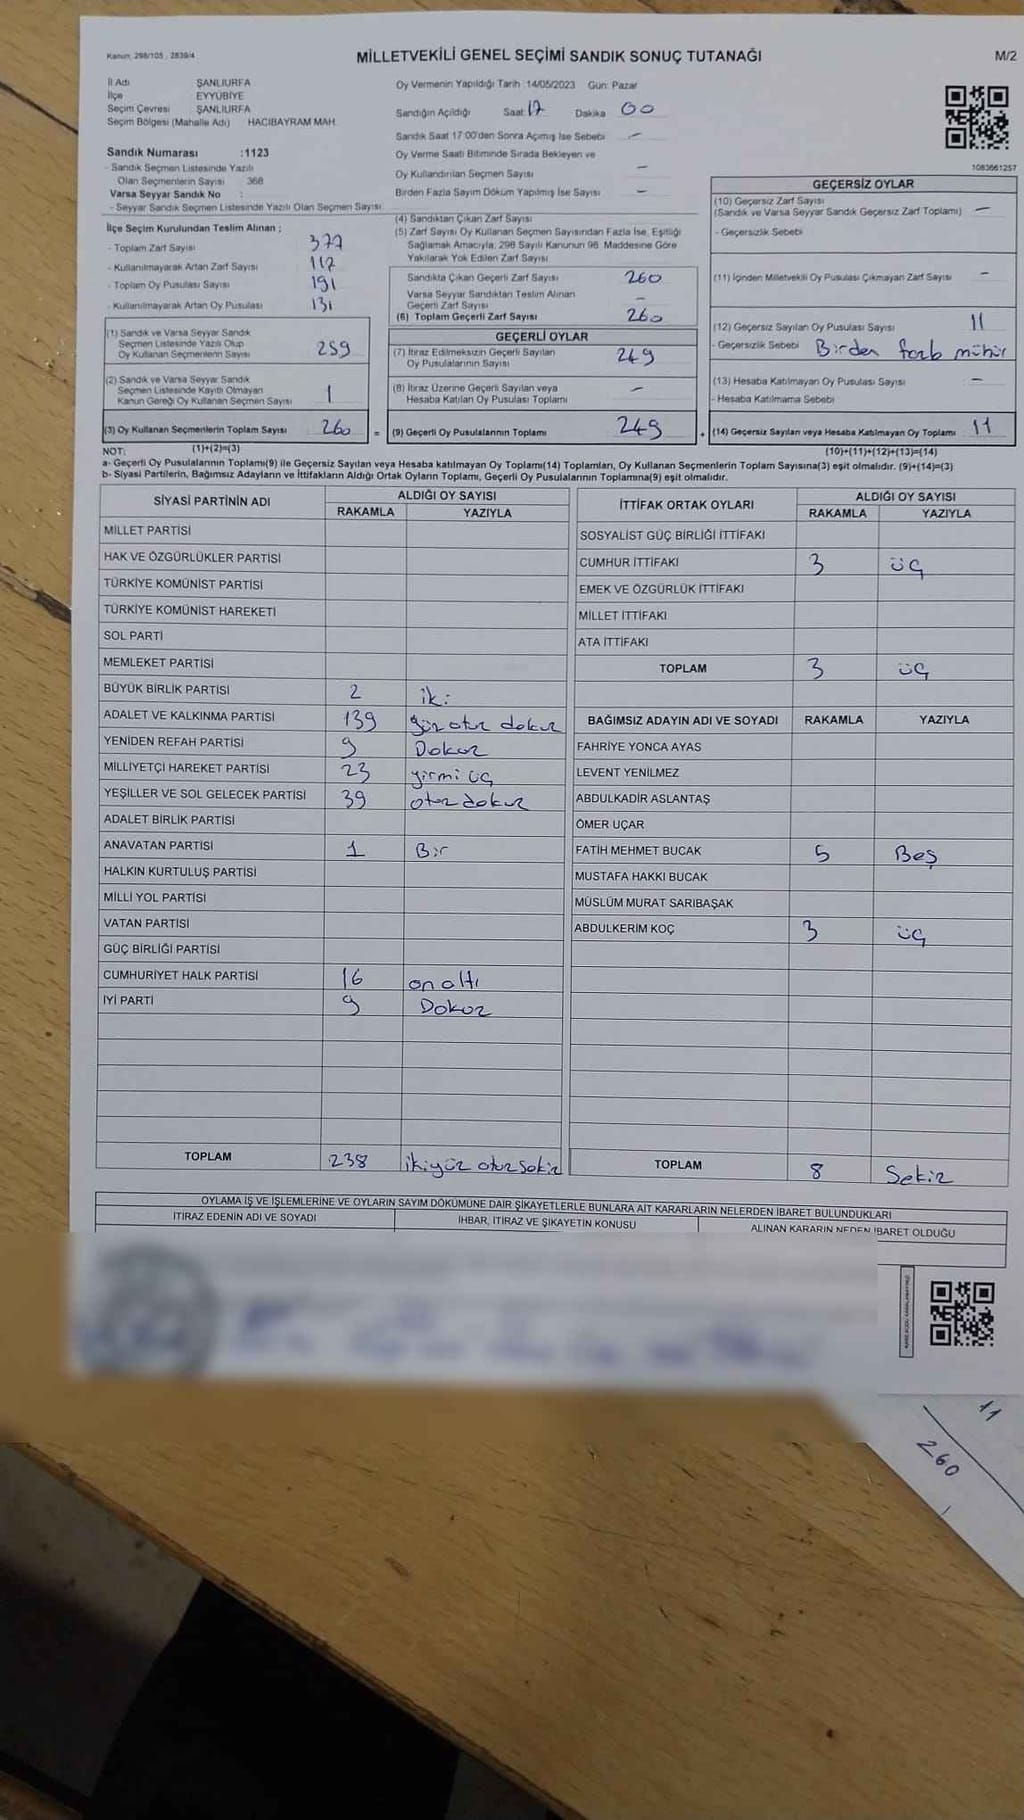 Kanun: 298/105, 2839/4
MİLLETVEKİLİ GENEL SEÇİMİ SANDIK SONUÇ TUTANAĞI
M/2
İl Adı ŞANLIURFA
İlçe EYYÜBİYE
Seçim Çevresi ŞANLIURFA
Seçim Bölgesi (Mahalle Adı) HACIBAYRAM MAH.
Sandık Numarası :1123
- Sandık Seçmen Listesinde Yazılı
Olan Seçmenlerin Sayısı 368
Varsa Seyyar Sandık No :
- Seyyar Sandık Seçmen Listesinde Yazılı Olan Seçmen Sayısı
Oy Vermenin Yapıldığı Tarih :14/05/2023 Gün: Pazar
Sandığın Açıldığı Saat: 17 Dakika 00
Sandık Saat 17:00'den Sonra Açımış İse Sebebi -
Oy Verme Saati Bitiminde Sırada Bekleyen ve
Oy Kullandırılan Seçmen Sayısı -
Birden Fazla Sayım Döküm Yapılmış İse Sayısı -
1083661257
İlçe Seçim Kurulundan Teslim Alınan ;
- Toplam Zarf Sayısı 377
- Kullanılmayarak Artan Zarf Sayısı 117
- Toplam Oy Pusulası Sayısı 191
- Kullanılmayarak Artan Oy Pusulası 131
(4) Sandıktan Çıkan Zarf Sayısı
(5) Zarf Sayısı Oy Kullanan Seçmen Sayısından Fazla İse, Eşitliği
Sağlamak Amacıyla, 298 Sayılı Kanunun 98. Maddesine Göre
Yakılarak Yok Edilen Zarf Sayısı
Sandıkta Çıkan Geçerli Zarf Sayısı 260
Varsa Seyyar Sandıktan Teslim Alınan
Geçerli Zarf Sayısı -
(6) Toplam Geçerli Zarf Sayısı 260
GEÇERSİZ OYLAR
(10) Geçersiz Zarf Sayısı
(Sandık ve Varsa Seyyar Sandık Geçersiz Zarf Toplamı) -
- Geçersizlik Sebebi
(11) İçinden Milletvekili Oy Pusulası Çıkmayan Zarf Sayısı -
(12) Geçersiz Sayılan Oy Pusulası Sayısı 11
- Geçersizlik Sebebi Birden fazla mühür
(13) Hesaba Katılmayan Oy Pusulası Sayısı -
- Hesaba Katılmama Sebebi
(14) Geçersiz Sayılan veya Hesaba Katılmayan Oy Toplamı 11
(10)+(11)+(12)+(13)=(14)
(1) Sandık ve Varsa Seyyar Sandık
Seçmen Listesinde Yazılı Olup
Oy Kullanan Seçmenlerin Sayısı 259
(2) Sandık ve Varsa Seyyar Sandık
Seçmen Listesinde Kayıtlı Olmayan
Kanun Gereği Oy Kullanan Seçmen Sayısı 1
(3) Oy Kullanan Seçmenlerin Toplam Sayısı 260 =
GEÇERLİ OYLAR
(7) İtiraz Edilmeksizin Geçerli Sayılan
Oy Pusulalarının Sayısı 249
(8) İtiraz Üzerine Geçerli Sayılan veya
Hesaba Katılan Oy Pusulası Toplamı -
(9) Geçerli Oy Pusulalarının Toplamı 249 +
NOT: (1)+(2)=(3)
a- Geçerli Oy Pusulalarının Toplamı(9) ile Geçersiz Sayılan veya Hesaba katılmayan Oy Toplamı(14) Toplamları, Oy Kullanan Seçmenlerin Toplam Sayısına(3) eşit olmalıdır. (9)+(14)=(3)
b- Siyasi Partilerin, Bağımsız Adayların ve İttifakların Aldığı Ortak Oyların Toplamı, Geçerli Oy Pusulalarının Toplamına(9) eşit olmalıdır.
SİYASİ PARTİNİN ADI ALDIĞI OY SAYISI
RAKAMLA YAZIYLA
MİLLET PARTİSİ
HAK VE ÖZGÜRLÜKLER PARTİSİ
TÜRKİYE KOMÜNİST PARTİSİ
TÜRKİYE KOMÜNİST HAREKETİ
SOL PARTİ
MEMLEKET PARTİSİ
BÜYÜK BİRLİK PARTİSİ 2 iki
ADALET VE KALKINMA PARTİSİ 139 yüz otuz dokuz
YENİDEN REFAH PARTİSİ 9 Dokuz
MİLLİYETÇİ HAREKET PARTİSİ 23 yirmi üç
YEŞİLLER VE SOL GELECEK PARTİSİ 39 otuz dokuz
ADALET BİRLİK PARTİSİ
ANAVATAN PARTİSİ 1 Bir
HALKIN KURTULUŞ PARTİSİ
MİLLİ YOL PARTİSİ
VATAN PARTİSİ
GÜÇ BİRLİĞİ PARTİSİ
CUMHURİYET HALK PARTİSİ 16 on altı
İYİ PARTİ 9 Dokuz
TOPLAM 238 ikiyüz otuz sekiz
İTTİFAK ORTAK OYLARI ALDIĞI OY SAYISI
RAKAMLA YAZIYLA
SOSYALİST GÜÇ BİRLİĞİ İTTİFAKI
CUMHUR İTTİFAKI 3 üç
EMEK VE ÖZGÜRLÜK İTTİFAKI
MİLLET İTTİFAKI
ATA İTTİFAKI
TOPLAM 3 üç
BAĞIMSIZ ADAYIN ADI VE SOYADI RAKAMLA YAZIYLA
FAHRİYE YONCA AYAS
LEVENT YENİLMEZ
ABDULKADİR ASLANTAŞ
ÖMER UÇAR
FATİH MEHMET BUCAK 5 Beş
MUSTAFA HAKKI BUCAK
MÜSLÜM MURAT SARIBAŞAK
ABDULKERİM KOÇ 3 üç
TOPLAM 8 Sekiz
OYLAMA İŞ VE İŞLEMLERİNE VE OYLARIN SAYIM DÖKÜMÜNE DAİR ŞİKAYETLERLE BUNLARA AİT KARARLARIN NELERDEN İBARET BULUNDUKLARI
İTİRAZ EDENİN ADI VE SOYADI İHBAR, İTİRAZ VE ŞİKAYETİN KONUSU ALINAN KARARIN NEDEN İBARET OLDUĞU
11
260